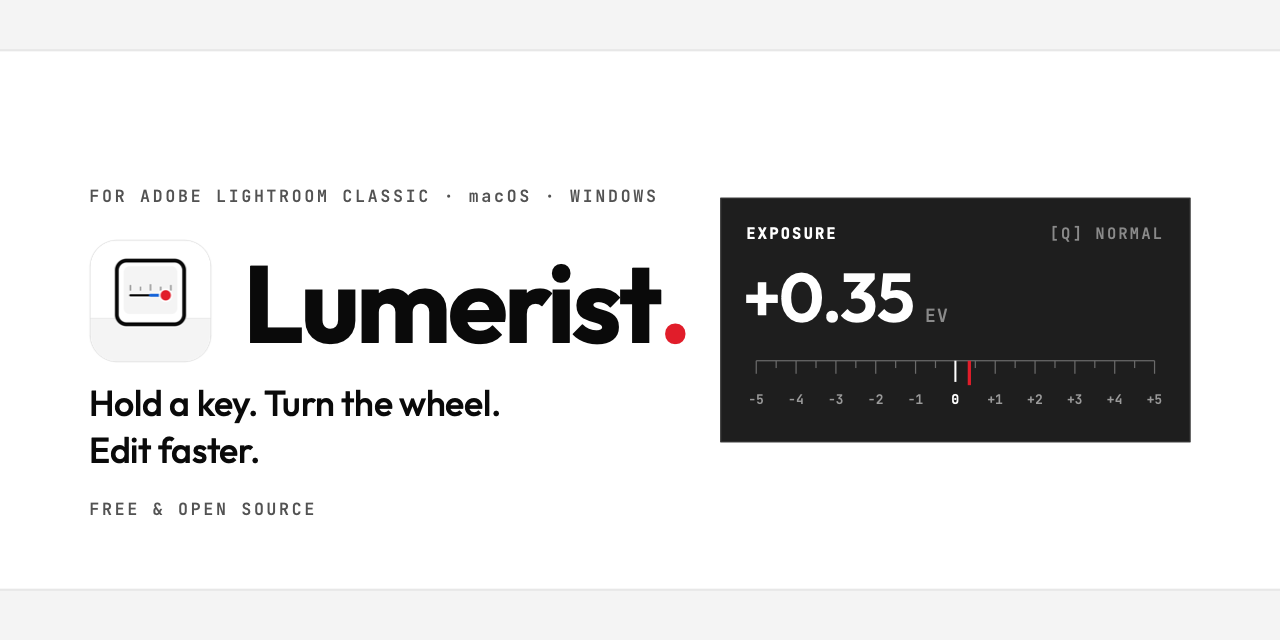 FOR ADOBE LIGHTROOM CLASSIC · macOS · WINDOWS
Lumerist.
Hold a key. Turn the wheel.
Edit faster.
FREE & OPEN SOURCE
EXPOSURE [Q] NORMAL
+0.35 EV
-5 -4 -3 -2 -1 0 +1 +2 +3 +4 +5